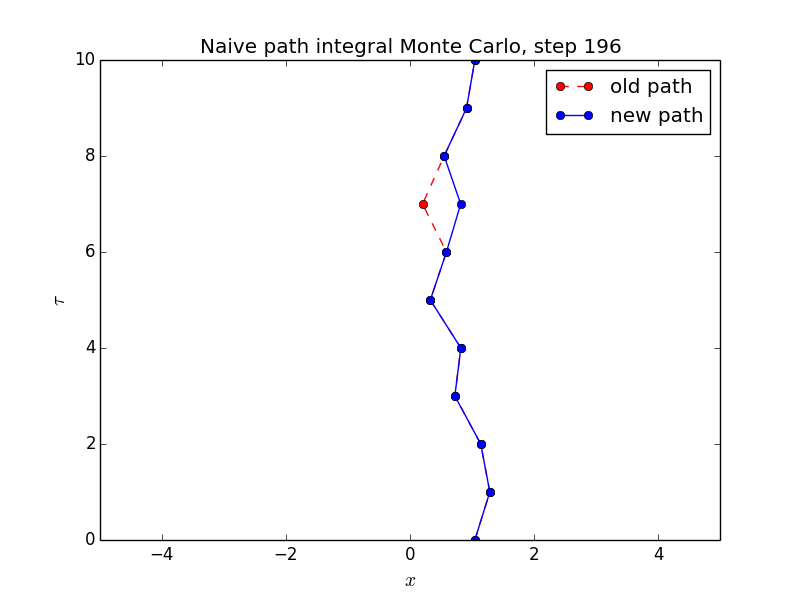 Naive path integral Monte Carlo, step 196
old path
new path
10
8
6
4
2
0
τ
−4
−2
0
2
4
x